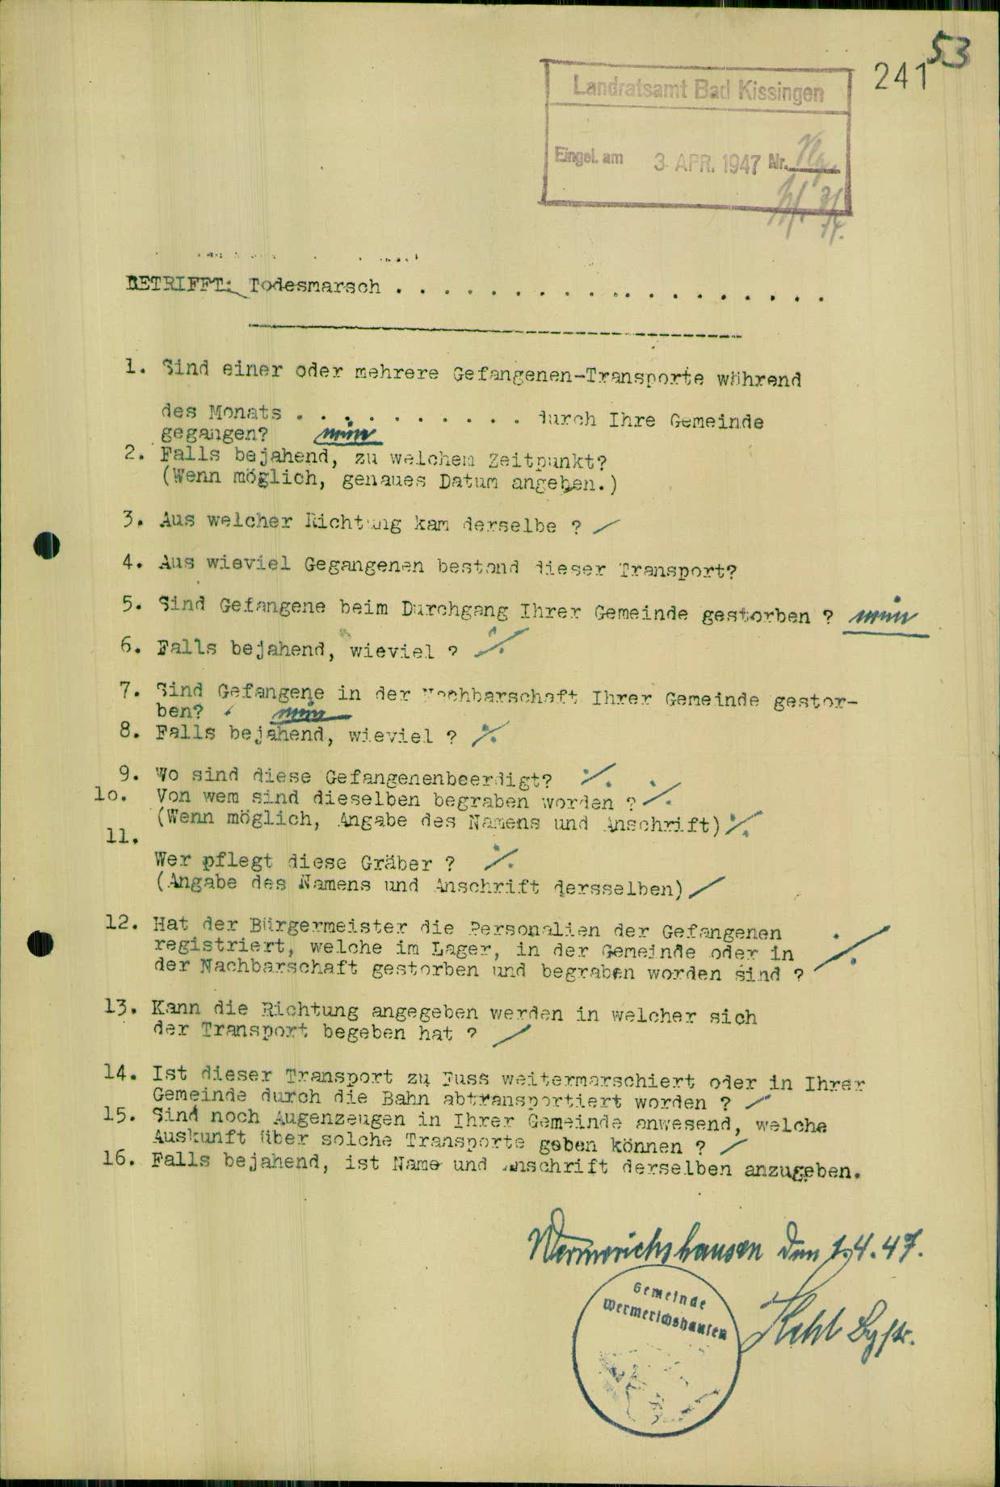 53
241
Landratsamt Bad Kissingen
Eingel. am 3. APR. 1947 Nr.
BETRIFFT: Todesmarsch . . . . . . . . . . . . . . . . . . .
1. Sind einer oder mehrere Gefangenen-Transporte während
des Monats . . . . . . . . . . . durch Ihre Gemeinde
gegangen? nein
2. Falls bejahend, zu welchem Zeitpunkt?
(Wenn möglich, genaues Datum angeben.)
3. Aus welcher Richtung kam derselbe ? /
4. Aus wieviel Gegangenen bestand dieser Transport?
5. Sind Gefangene beim Durchgang Ihrer Gemeinde gestorben ? nein
6. Falls bejahend, wieviel ? ./.
7. Sind Gefangene in der Nachbarschaft Ihrer Gemeinde gestor-
ben? nein
8. Falls bejahend, wieviel ? ./.
9. Wo sind diese Gefangenenbeerdigt? ./.
10. Von wem sind dieselben begraben worden ? ./.
(Wenn möglich, Angabe des Namens und Anschrift) ./.
11.
Wer pflegt diese Gräber ? ./.
(Angabe des Namens und Anschrift dersselben) /
12. Hat der Bürgermeister die Personalien der Gefangenen
registriert, welche im Lager, in der Gemeinde oder in
der Nachbarschaft gestorben und begraben worden sind ? ./.
13. Kann die Richtung angegeben werden in welcher sich
der Transport begeben hat ? /
14. Ist dieser Transport zu Fuss weitermarschiert oder in Ihrer
Gemeinde durch die Bahn abtransportiert worden ? /
15. Sind noch Augenzeugen in Ihrer Gemeinde anwesend, welche
Auskunft über solche Transporte geben können ? /
16. Falls bejahend, ist Name und Anschrift derselben anzugeben.
Wermerichshausen den 1.4.47.
Gemeinde
Wermerichshausen
Kehl Bgstr.